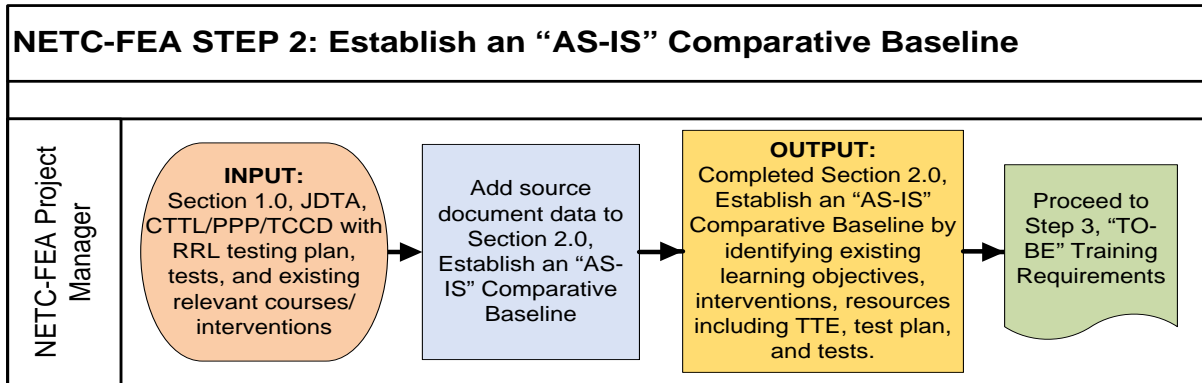 NETC-FEA STEP 2: Establish an “AS-IS” Comparative Baseline
NETC-FEA Project
Manager
INPUT:
Section 1.0, JDTA,
CTTL/PPP/TCCD with
RRL testing plan,
tests, and existing
relevant courses/
interventions
Add source
document data to
Section 2.0,
Establish an “AS-
IS” Comparative
Baseline
OUTPUT:
Completed Section 2.0,
Establish an “AS-IS”
Comparative Baseline by
identifying existing
learning objectives,
interventions, resources
including TTE, test plan,
and tests.
Proceed to
Step 3, “TO-
BE” Training
Requirements